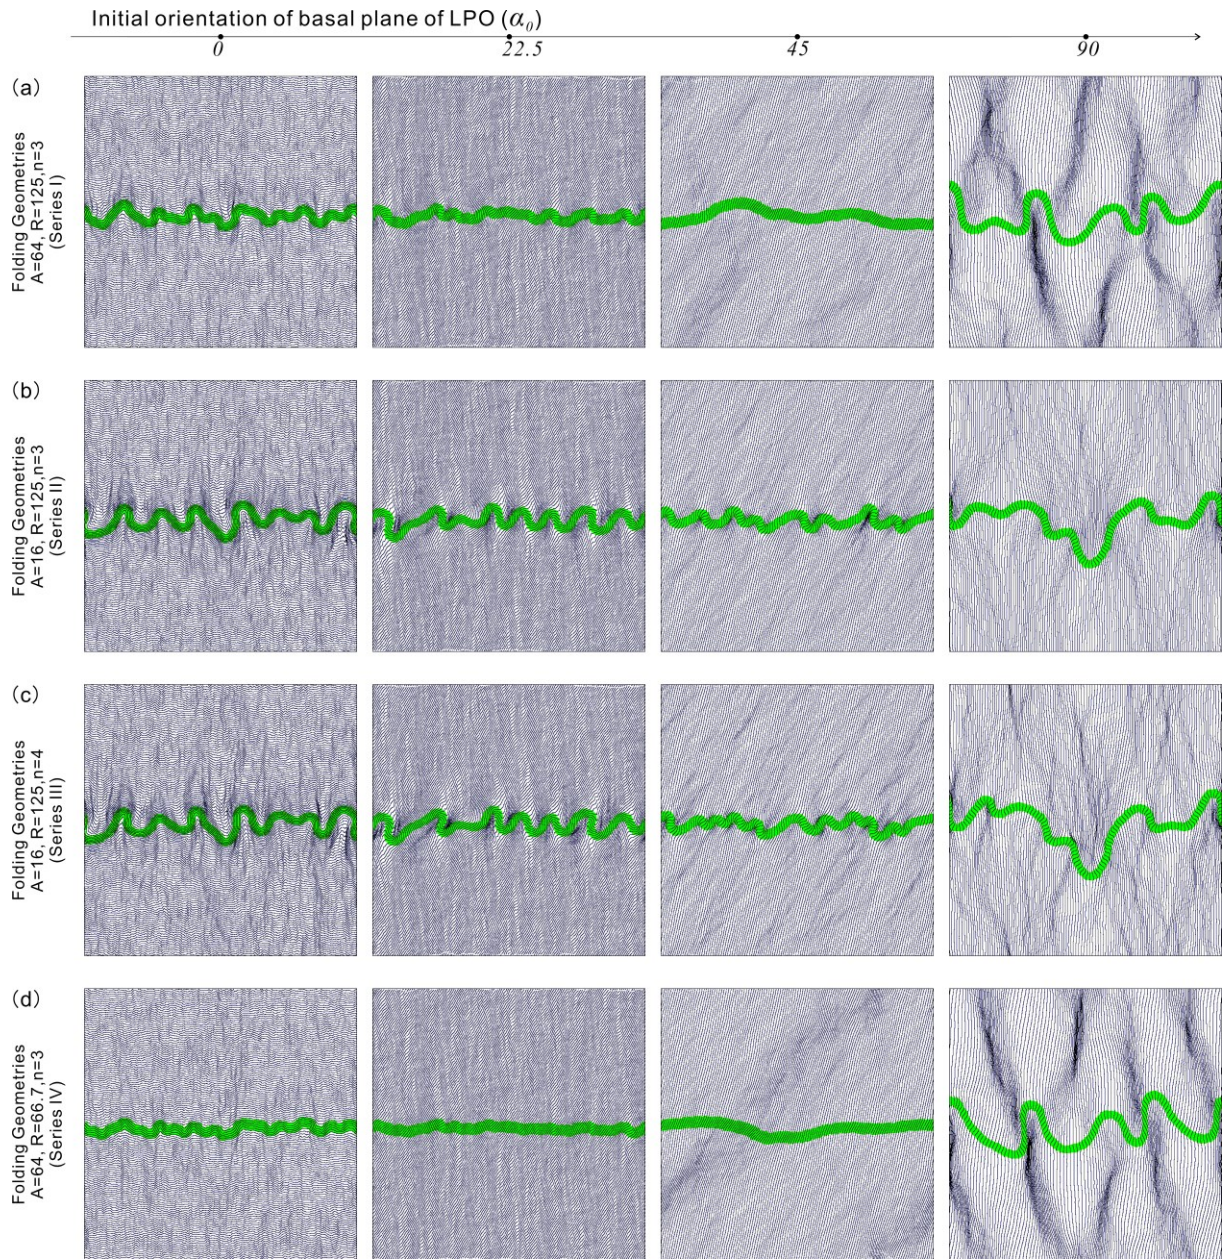 Initial orientation of basal plane of LPO (α₀)
0 22.5 45 90
(a)
Folding Geometries
A=64, R=125,n=3
(Series I)
(b)
Folding Geometries
A=16, R=125,n=3
(Series II)
(c)
Folding Geometries
A=16, R=125,n=4
(Series III)
(d)
Folding Geometries
A=64, R=66.7,n=3
(Series IV)